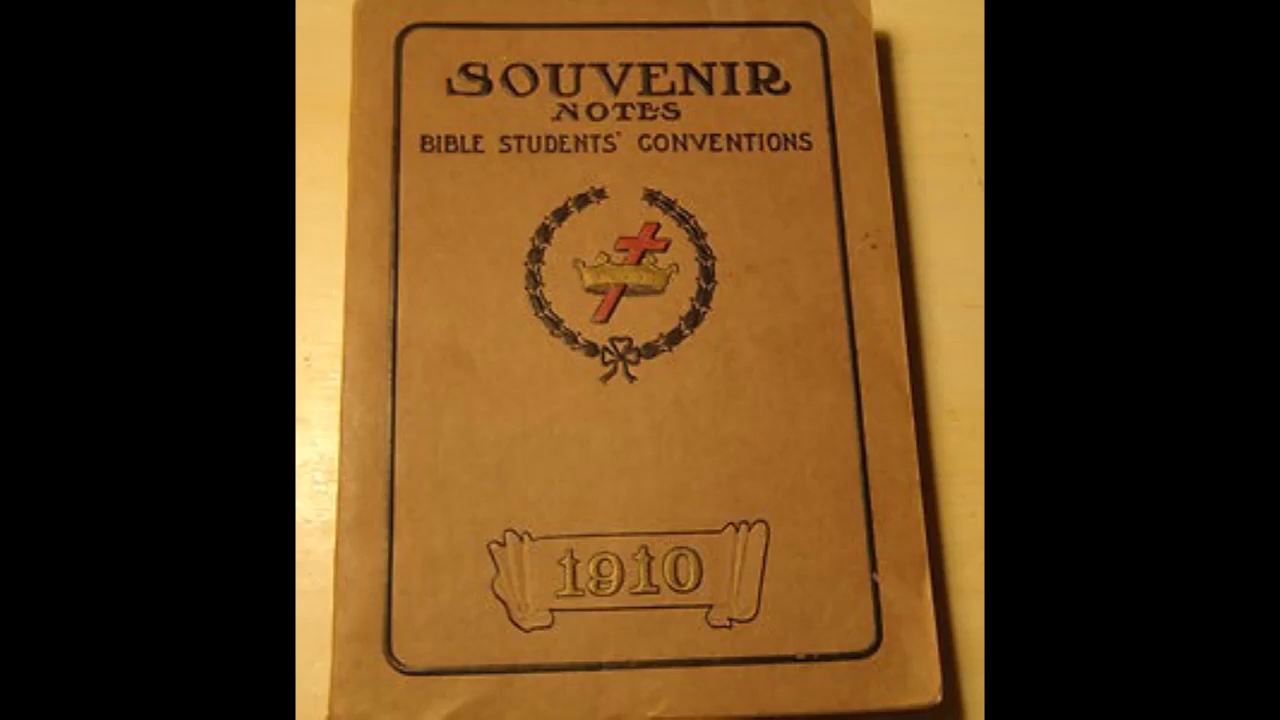 SOUVENIR
NOTES
BIBLE STUDENTS' CONVENTIONS
1910